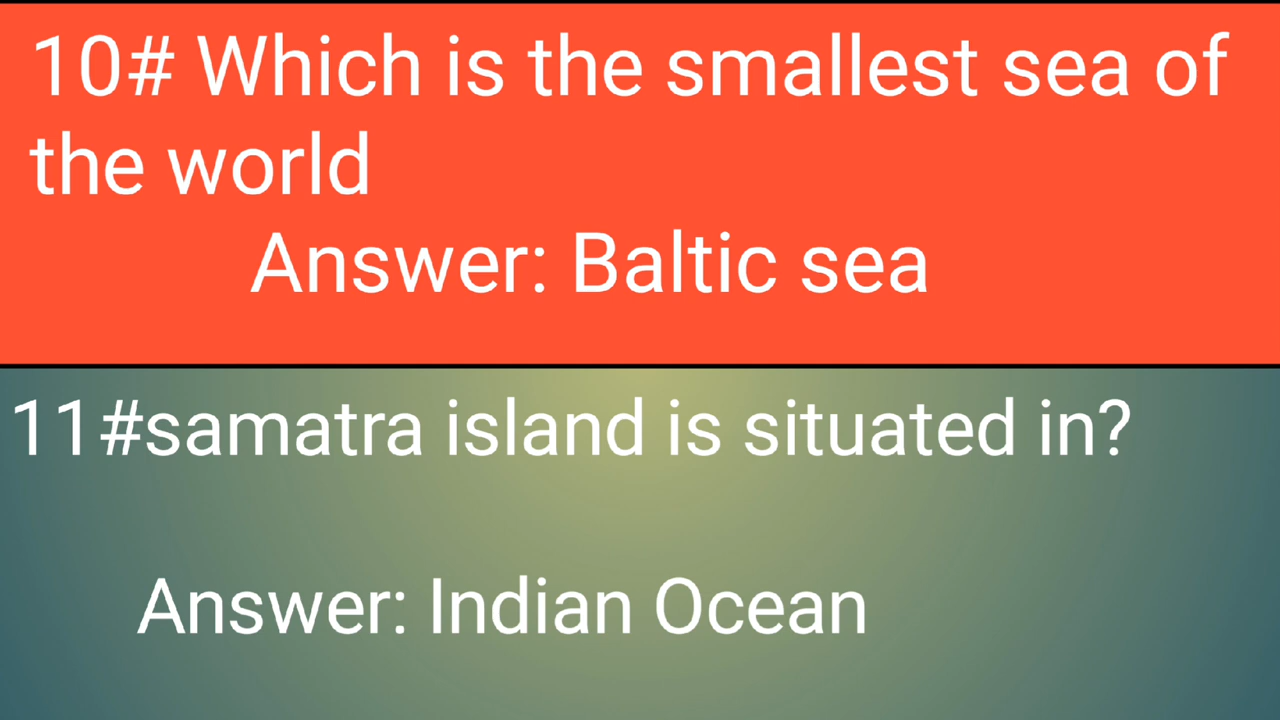 10# Which is the smallest sea of
the world
Answer: Baltic sea
11#samatra island is situated in?
Answer: Indian Ocean